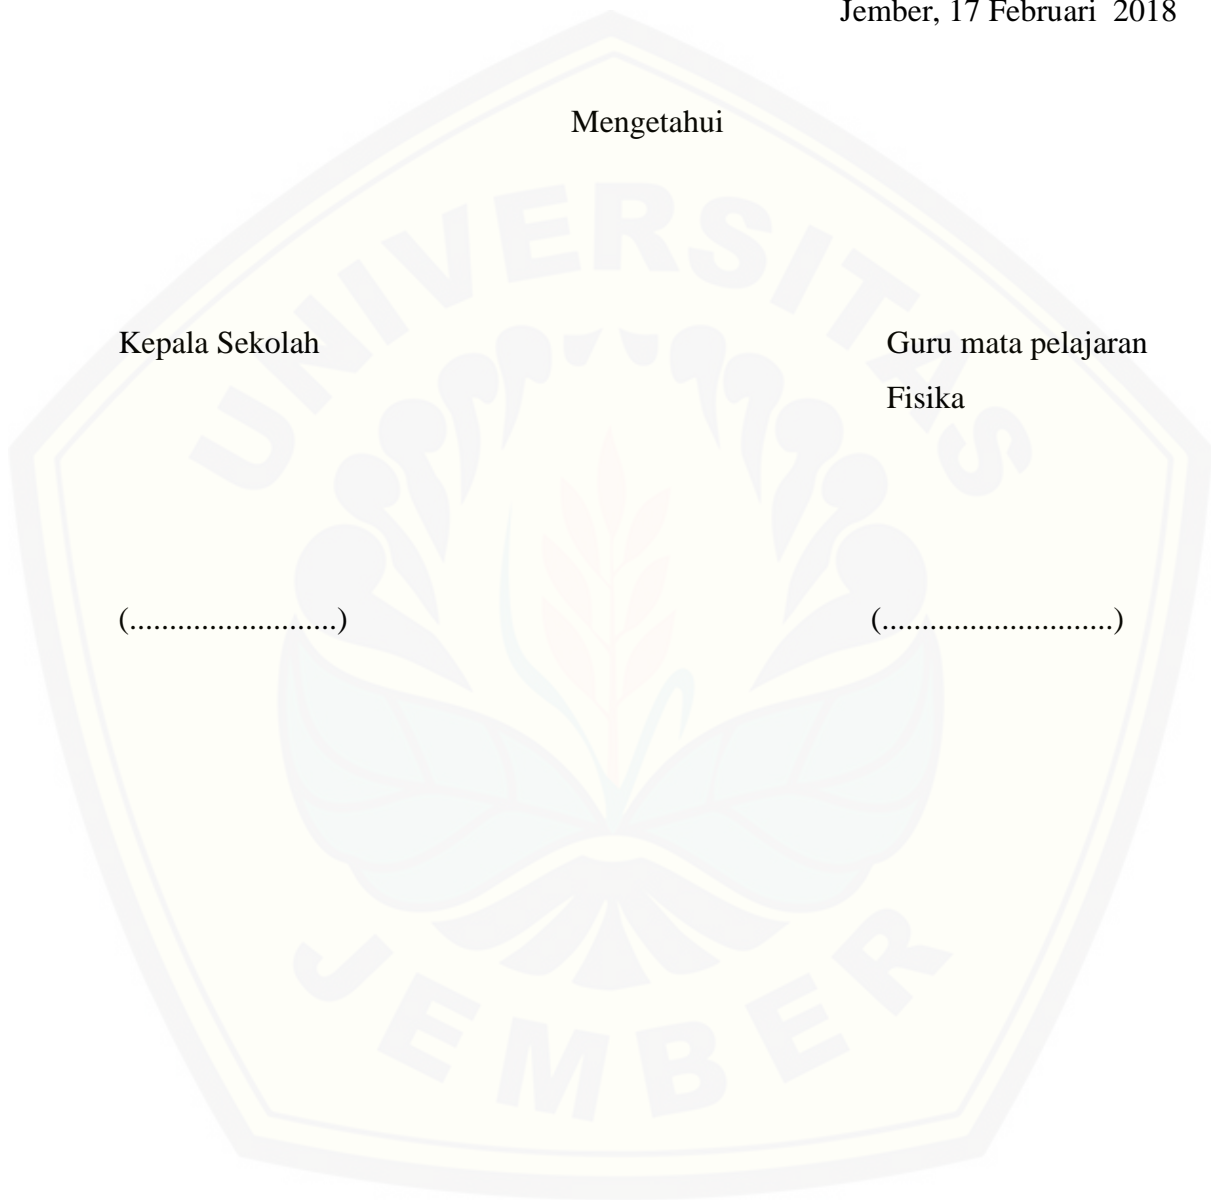 Jember, 17 Februari 2018
Mengetahui
Kepala Sekolah
Guru mata pelajaran
Fisika
(..........................)
(.............................)
UNIVERSITAS
JEMBER